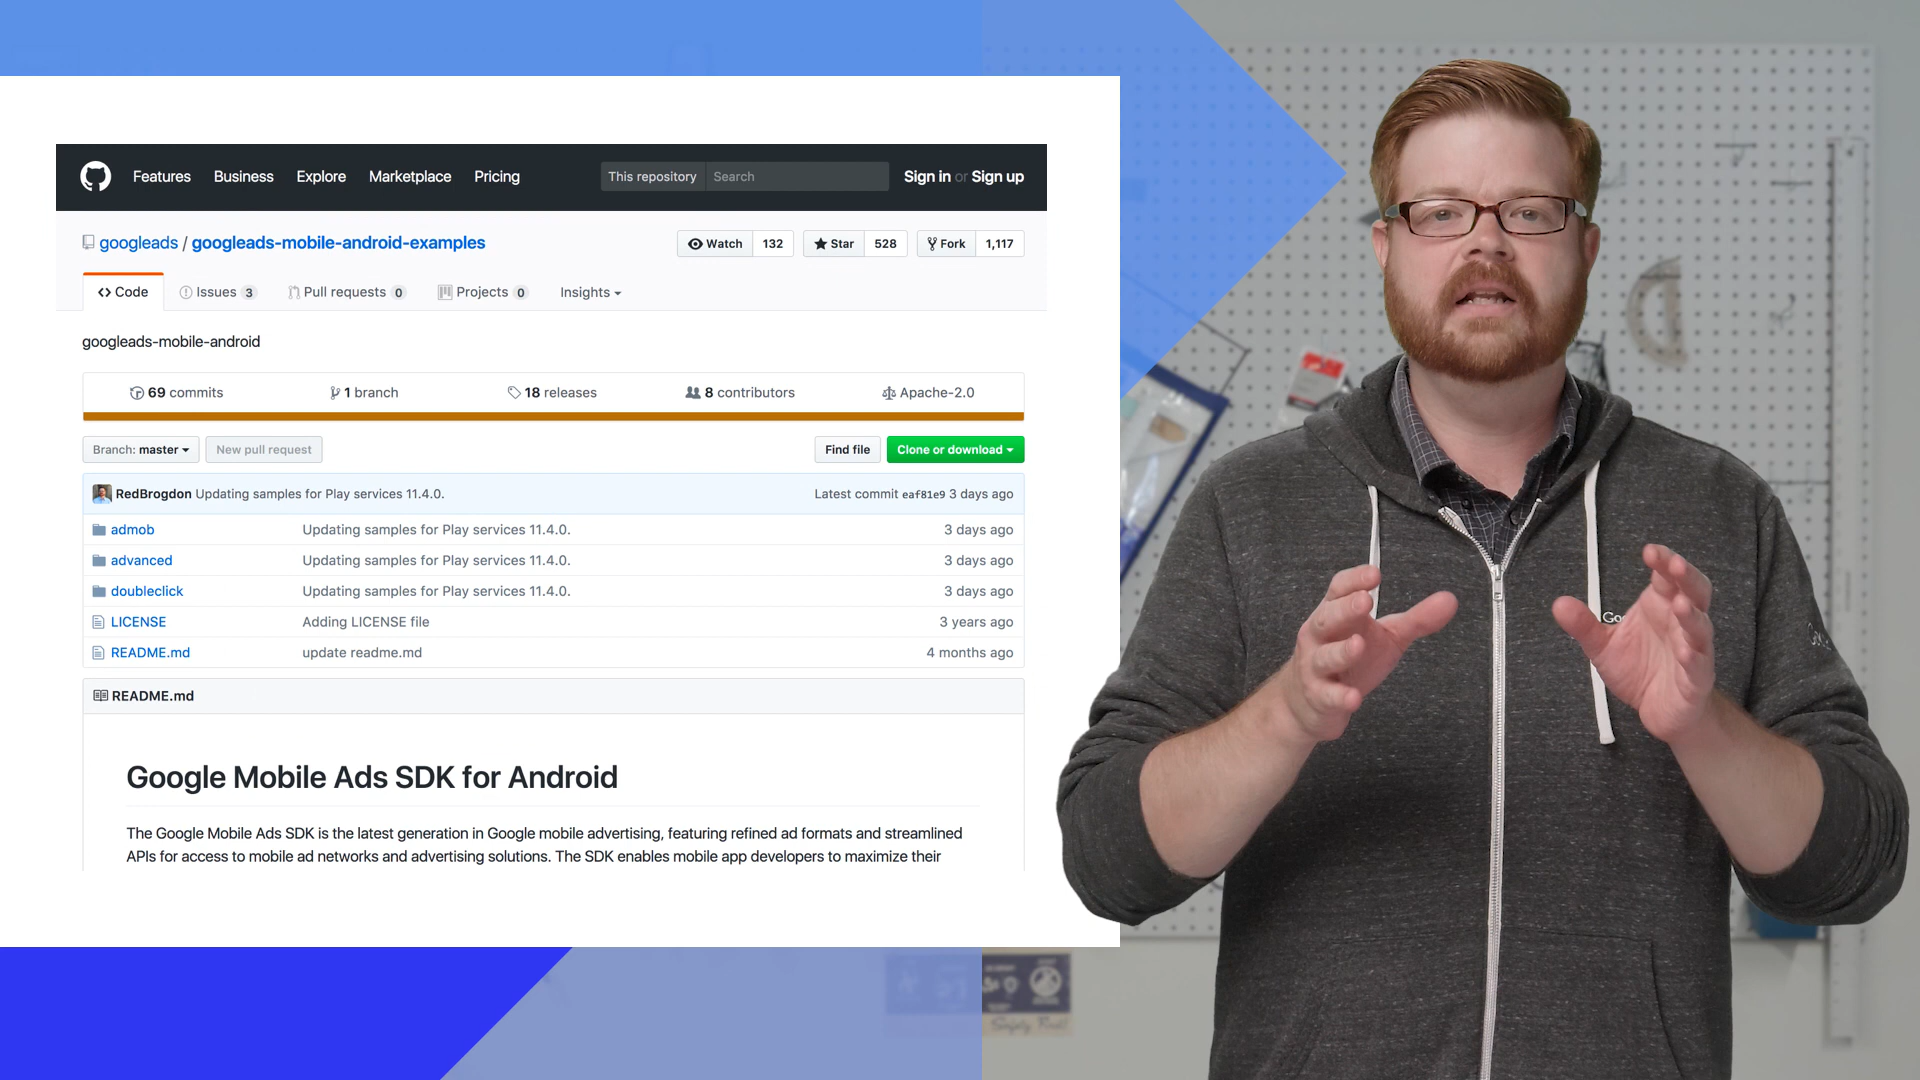 Features Business Explore Marketplace Pricing This repository Search Sign in or Sign up
googleads / googleads-mobile-android-examples Watch 132 Star 528 Fork 1,117
Code Issues 3 Pull requests 0 Projects 0 Insights
googleads-mobile-android
69 commits 1 branch 18 releases 8 contributors Apache-2.0
Branch: master New pull request Find file Clone or download
RedBrogdon Updating samples for Play services 11.4.0. Latest commit eaf81e9 3 days ago
admob Updating samples for Play services 11.4.0. 3 days ago
advanced Updating samples for Play services 11.4.0. 3 days ago
doubleclick Updating samples for Play services 11.4.0. 3 days ago
LICENSE Adding LICENSE file 3 years ago
README.md update readme.md 4 months ago
README.md
Google Mobile Ads SDK for Android
The Google Mobile Ads SDK is the latest generation in Google mobile advertising, featuring refined ad formats and streamlined
APIs for access to mobile ad networks and advertising solutions. The SDK enables mobile app developers to maximize their
Goo